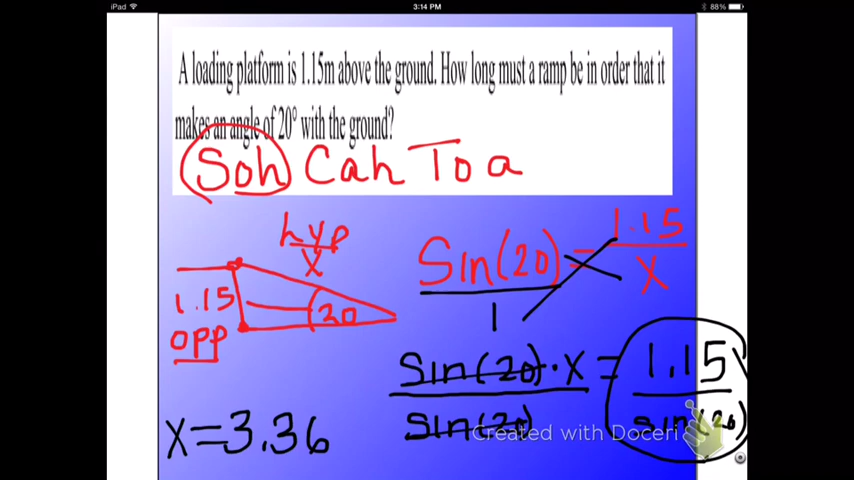 iPad
3:14 PM
88%
A loading platform is 1.15m above the ground. How long must a ramp be in order that it
makes an angle of 20° with the ground?
Soh Cah Toa
hyp
x
1.15
20
opp
Sin(20) = 1.15
1 x
Sin(20) · x = 1.15
sin(20) sin(20)
x=3.36
Created with Doceri